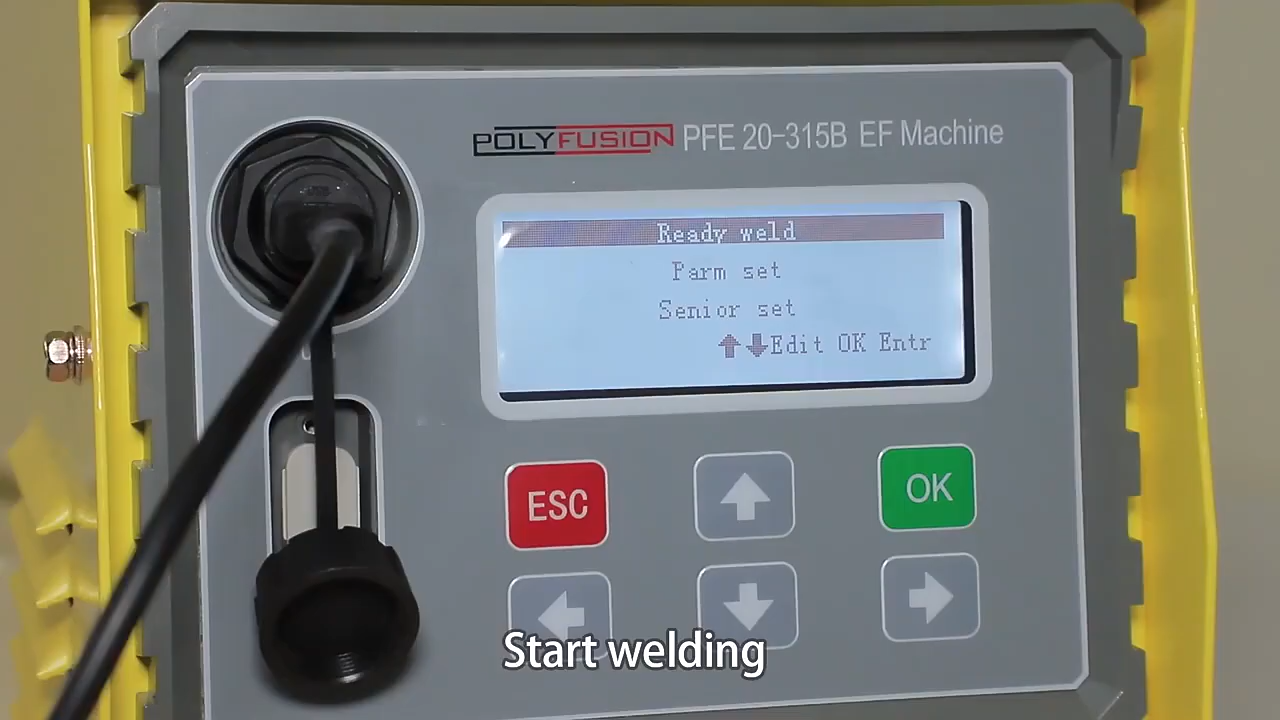 POLYFUSION PFE 20-315B EF Machine
Ready weld
Parm set
Senior set
⬆⬇Edit OK Entr
ESC
OK
Start welding